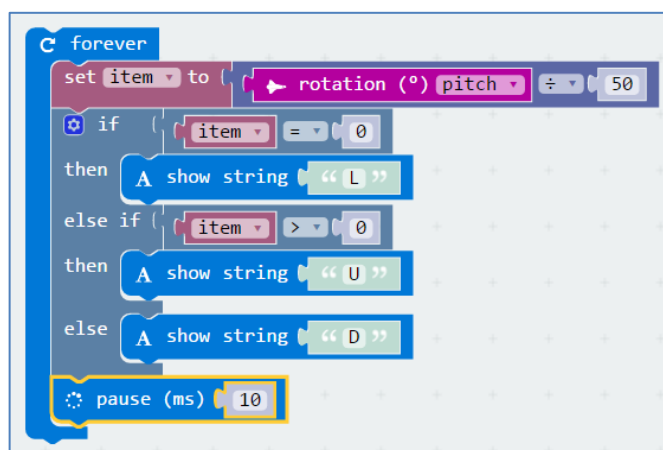 forever
set item to rotation (°) pitch ÷ 50
if item = 0
then A show string “ L ”
else if item > 0
then A show string “ U ”
else A show string “ D ”
pause (ms) 10